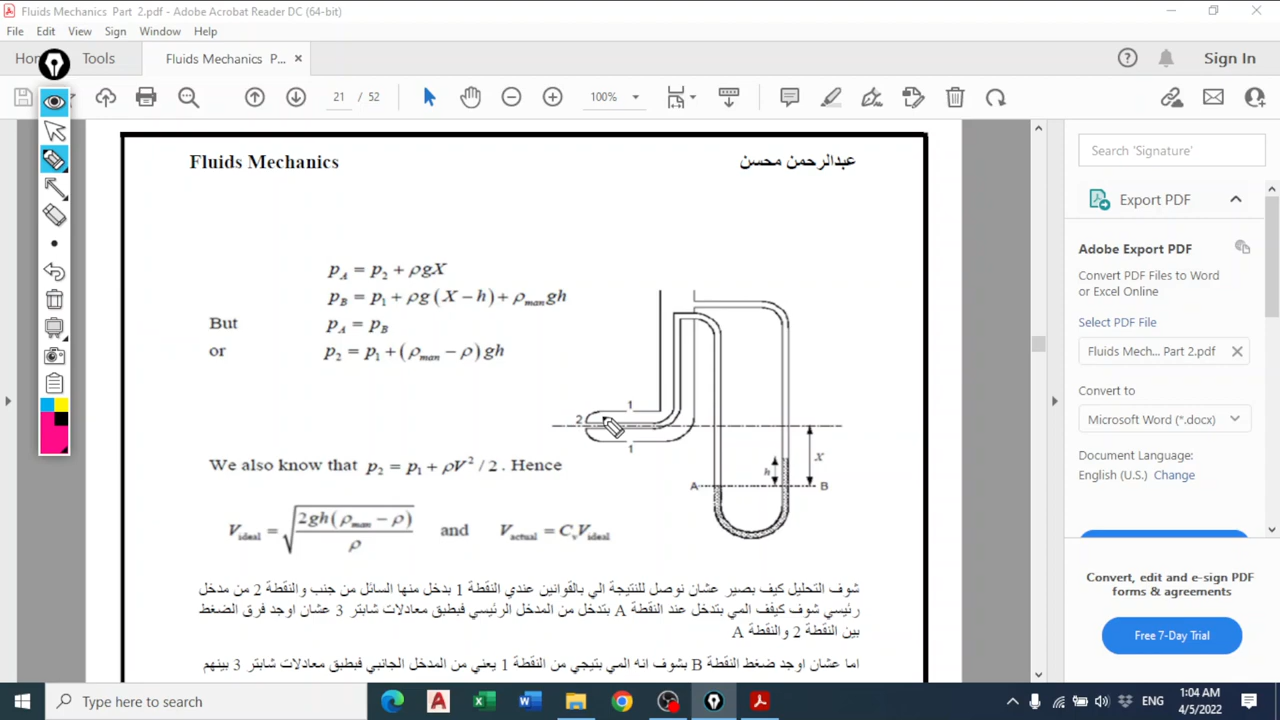 Fluids Mechanics Part 2.pdf - Adobe Acrobat Reader DC (64-bit)
File Edit View Sign Window Help
Tools Fluids Mechanics P... Sign In
21 / 52 100%
Search 'Signature'
Fluids Mechanics عبدالرحمن محسن
Export PDF
Adobe Export PDF
Convert PDF Files to Word
or Excel Online
Select PDF File
Fluids Mech... Part 2.pdf
Convert to
Microsoft Word (*.docx)
Document Language:
English (U.S.) Change
Convert, edit and e-sign PDF
forms & agreements
Free 7-Day Trial
p_A = p_2 + ρgX
p_B = p_1 + ρg(X − h) + ρ_man gh
But p_A = p_B
or p_2 = p_1 + (ρ_man − ρ) gh
1
2
1
X
h
A B
We also know that p_2 = p_1 + ρV² / 2 . Hence
V_ideal = √(2gh(ρ_man − ρ) / ρ) and V_actual = C_v V_ideal
شوف التحليل كيف بصير عشان نوصل للنتيجة الي بالقوانين عندي النقطة 1 بدخل منها السائل من جنب والنقطة 2 من مدخل
رئيسي شوف كيفف المي بتدخل عند النقطة A بتدخل من المدخل الرئيسي فبطبق معادلات شابتر 3 عشان اوجد فرق الضغط
بين النقطة 2 والنقطة A
اما عشان اوجد ضغط النقطة B بشوف انه المي بتيجي من النقطة 1 يعني من المدخل الجانبي فبطبق معادلات شابتر 3 بينهم
Type here to search
ENG
1:04 AM
4/5/2022